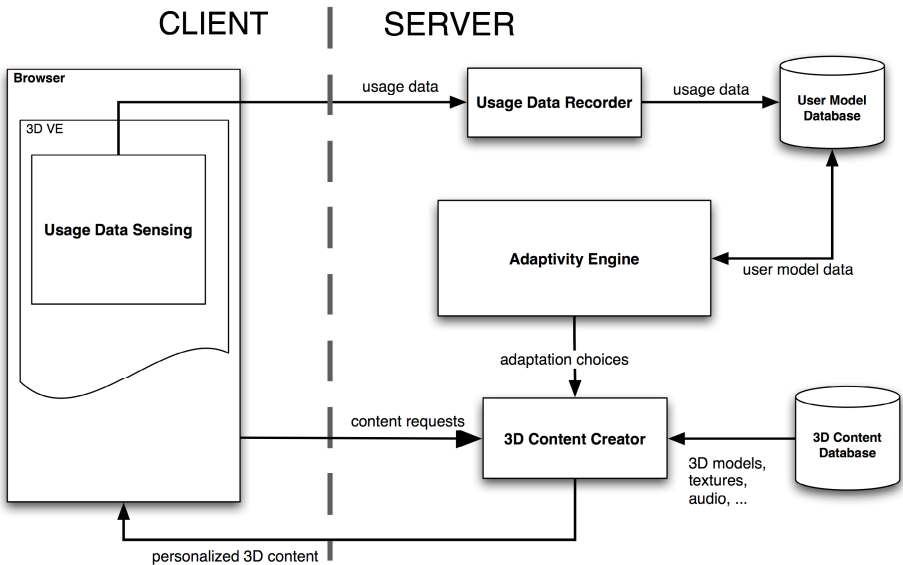 CLIENT
SERVER
Browser
3D VE
Usage Data Sensing
usage data
Usage Data Recorder
usage data
User Model
Database
Adaptivity Engine
user model data
adaptation choices
content requests
3D Content Creator
3D models,
textures,
audio, ...
3D Content
Database
personalized 3D content